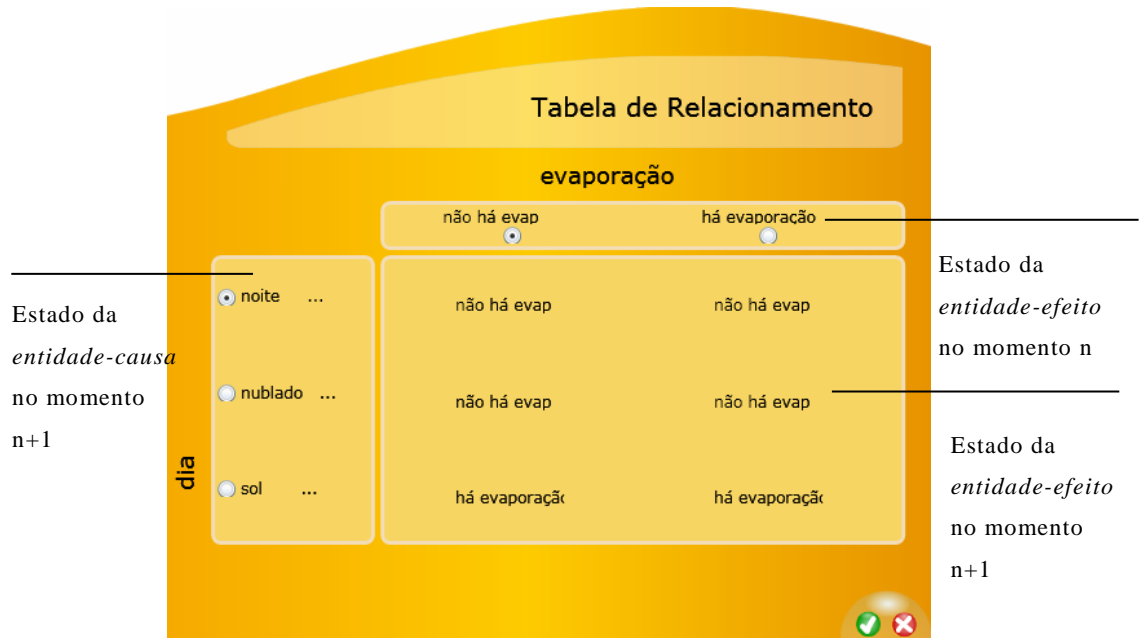 Tabela de Relacionamento
evaporação
não há evap há evaporação
Estado da
entidade-causa
no momento
n+1
dia
noite ...
nublado ...
sol ...
não há evap não há evap
não há evap não há evap
há evaporaçã há evaporaçã
Estado da
entidade-efeito
no momento n
Estado da
entidade-efeito
no momento
n+1